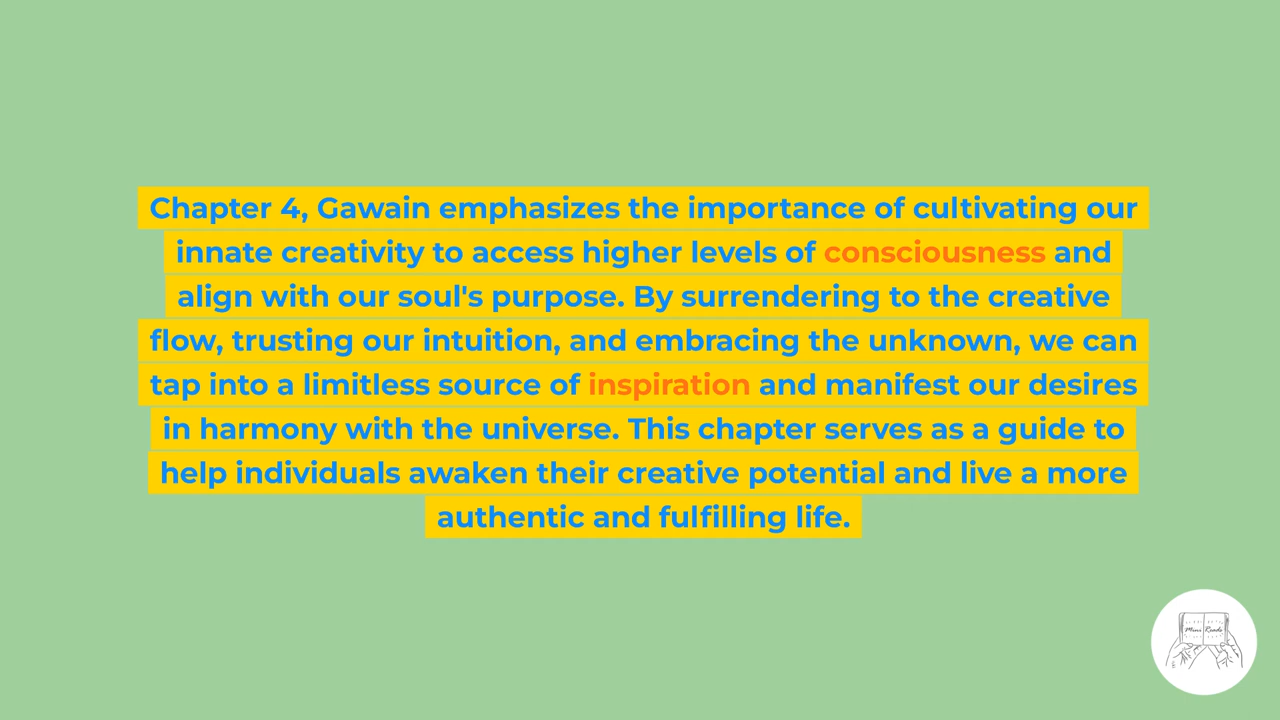 Chapter 4, Gawain emphasizes the importance of cultivating our
innate creativity to access higher levels of consciousness and
align with our soul's purpose. By surrendering to the creative
flow, trusting our intuition, and embracing the unknown, we can
tap into a limitless source of inspiration and manifest our desires
in harmony with the universe. This chapter serves as a guide to
help individuals awaken their creative potential and live a more
authentic and fulfilling life.
Mini Reads